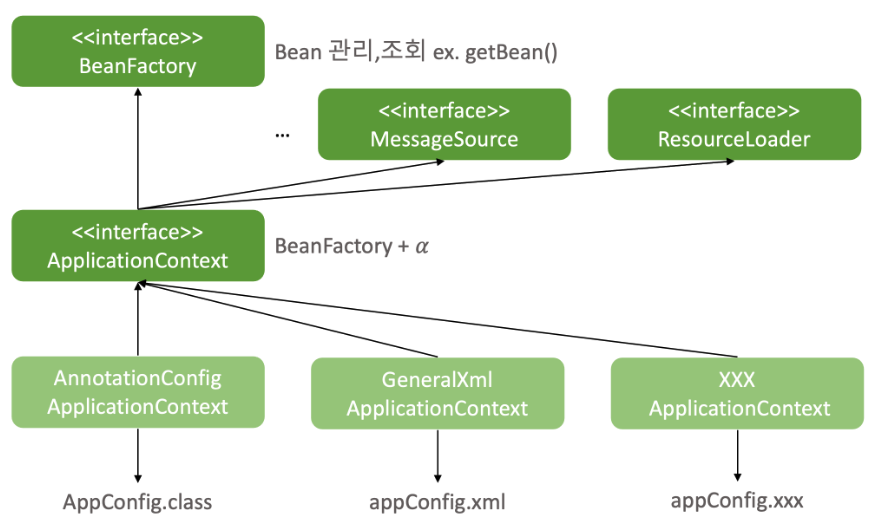 <<interface>>
BeanFactory
Bean 관리,조회 ex. getBean()
...
<<interface>>
MessageSource
<<interface>>
ResourceLoader
<<interface>>
ApplicationContext
BeanFactory + α
AnnotationConfig
ApplicationContext
GeneralXml
ApplicationContext
XXX
ApplicationContext
AppConfig.class
appConfig.xml
appConfig.xxx